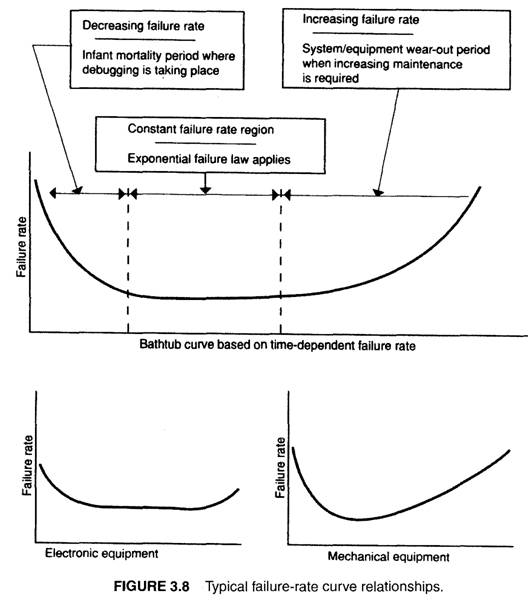 Decreasing failure rate
Infant mortality period where
debugging is taking place
Increasing failure rate
System/equipment wear-out period
when increasing maintenance
is required
Constant failure rate region
Exponential failure law applies
Failure rate
Bathtub curve based on time-dependent failure rate
Failure rate
Electronic equipment
Failure rate
Mechanical equipment
FIGURE 3.8 Typical failure-rate curve relationships.